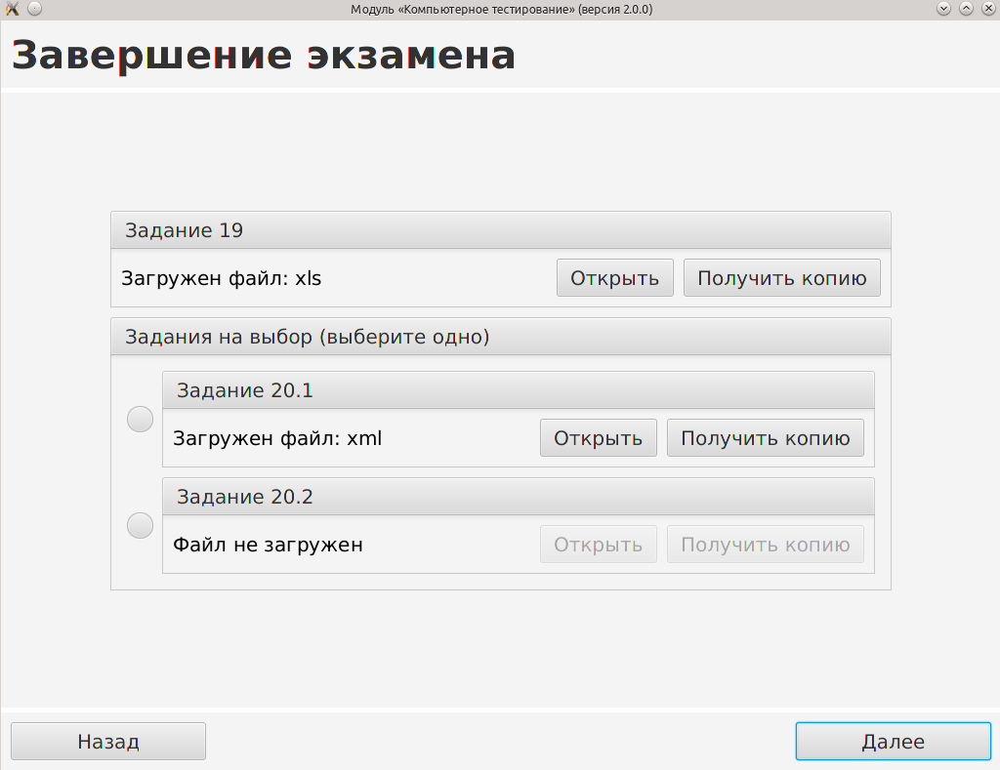 Модуль «Компьютерное тестирование» (версия 2.0.0)
Завершение экзамена
Задание 19
Загружен файл: xls Открыть Получить копию
Задания на выбор (выберите одно)
Задание 20.1
Загружен файл: xml Открыть Получить копию
Задание 20.2
Файл не загружен Открыть Получить копию
Назад Далее